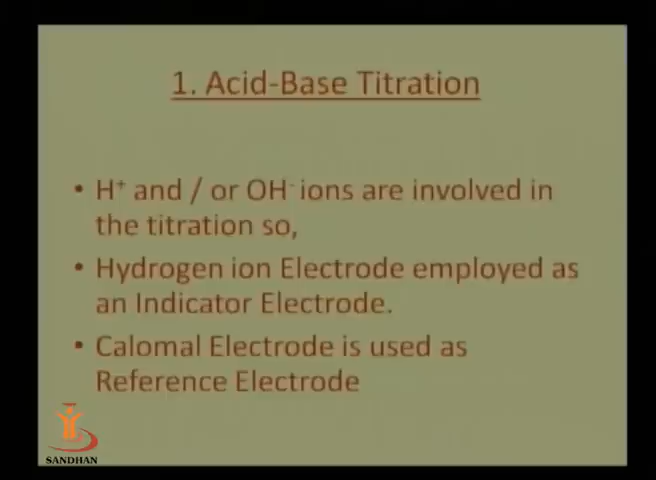 1. Acid-Base Titration
• H⁺ and / or OH⁻ ions are involved in
the titration so,
• Hydrogen ion Electrode employed as
an Indicator Electrode.
• Calomal Electrode is used as
Reference Electrode
SANDHAN